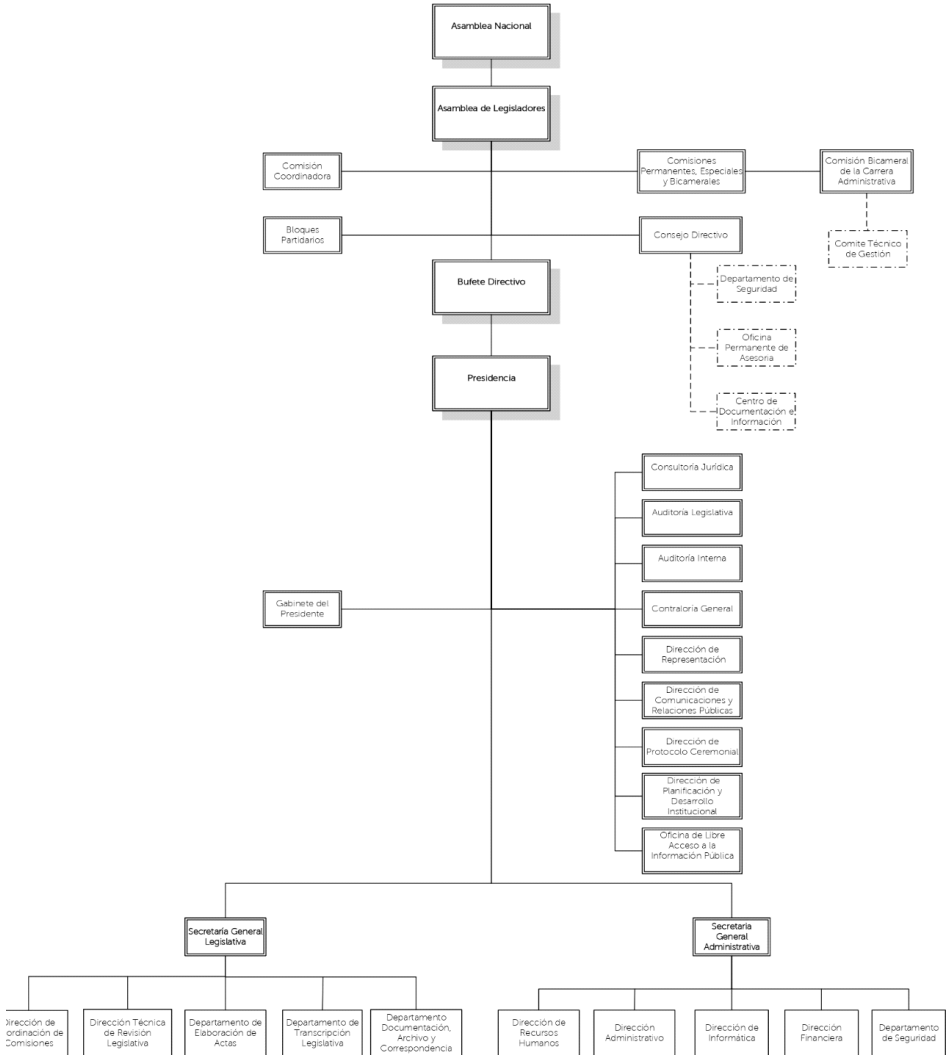 Asamblea Nacional
Asamblea de Legisladores
Comisión
Coordinadora
Comisiones
Permanentes, Especiales
y Bicamerales
Comisión Bicameral
de la Carrera
Administrativa
Bloques
Partidarios
Consejo Directivo
Comite Técnico
de Gestión
Bufete Directivo
Departamento de
Seguridad
Oficina
Permanente de
Asesoria
Presidencia
Centro de
Documentación e
Información
Consultoría Jurídica
Auditoría Legislativa
Auditoría Interna
Gabinete del
Presidente
Contraloría General
Dirección de
Representación
Dirección de
Comunicaciones y
Relaciones Públicas
Dirección de
Protocolo Ceremonial
Dirección de
Planificación y
Desarrollo
Institucional
Oficina de Libre
Acceso a la
Información Pública
Secretaría General
Legislativa
Secretaria
General
Administrativa
Dirección de
ordinación de
Comisiones
Dirección Técnica
de Revisión
Legislativa
Departamento de
Elaboración de
Actas
Departamento de
Transcripción
Legislativa
Departamento
Documentación,
Archivo y
Correspondencia
Dirección de
Recursos
Humanos
Dirección
Administrativo
Dirección de
Informática
Dirección
Financiera
Departamento
de Seguridad